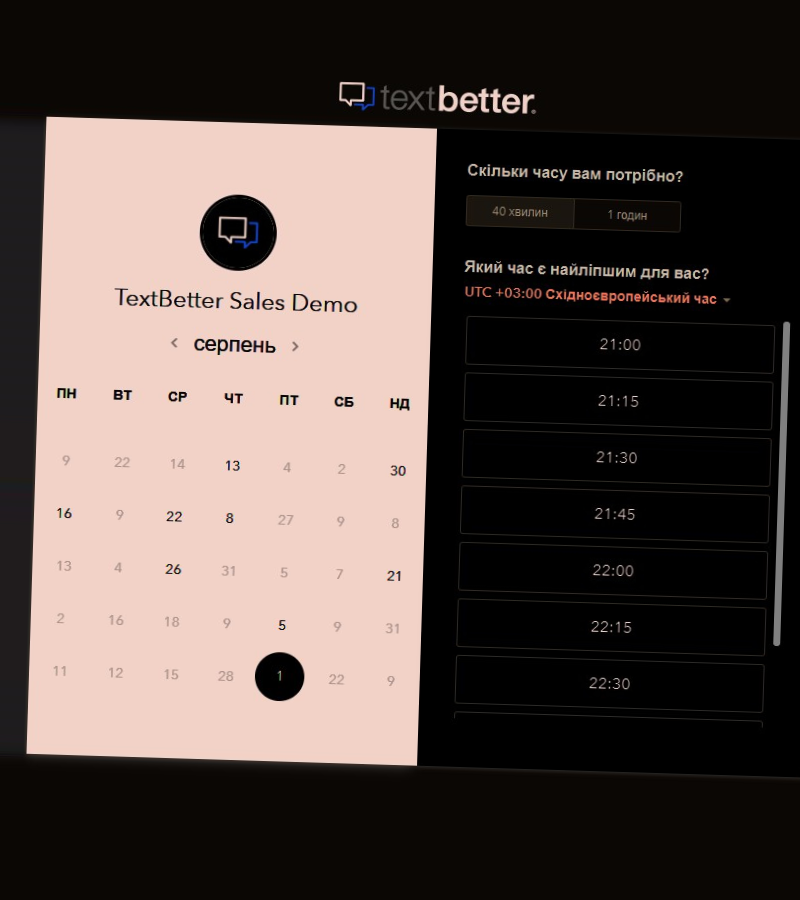 textbetter.
TextBetter Sales Demo
серпень
ПН ВТ СР ЧТ ПТ СБ НД
9 22 14 13 4 2 30
16 9 22 8 27 9 8
13 4 26 31 5 7 21
2 16 18 9 5 9 31
11 12 15 28 1 22 9
Скільки часу вам потрібно?
40 хвилин 1 годин
Який час є найліпшим для вас?
UTC +03:00 Східноєвропейський час
21:00
21:15
21:30
21:45
22:00
22:15
22:30